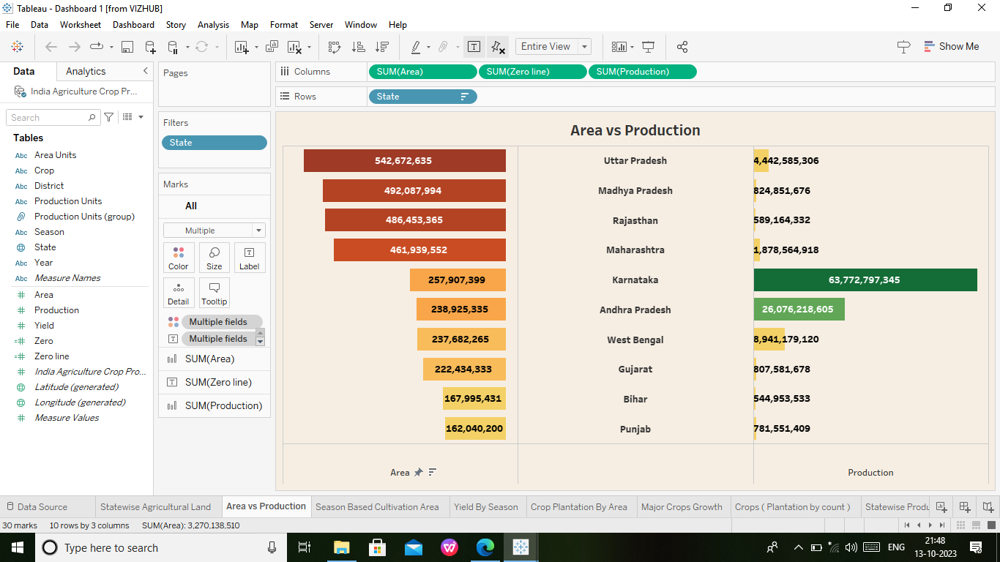 Tableau - Dashboard 1 [from VIZHUB]
File Data Worksheet Dashboard Story Analysis Map Format Server Window Help
Entire View
Show Me
Data Analytics
India Agriculture Crop Pr...
Search
Tables
Abc Area Units
Abc Crop
Abc District
Abc Production Units
Production Units (group)
Abc Season
State
Abc Year
Abc Measure Names
Area
Production
Yield
Zero
Zero line
India Agriculture Crop Pro...
Latitude (generated)
Longitude (generated)
Measure Values
Pages
Filters
State
Marks
All
Multiple
Color Size Label
Detail Tooltip
Multiple fields
Multiple fields
SUM(Area)
SUM(Zero line)
SUM(Production)
Columns SUM(Area) SUM(Zero line) SUM(Production)
Rows State
Area vs Production
542,672,635 Uttar Pradesh 4,442,585,306
492,087,994 Madhya Pradesh 824,851,676
486,453,365 Rajasthan 589,164,332
461,939,552 Maharashtra 1,878,564,918
257,907,399 Karnataka 63,772,797,345
238,925,335 Andhra Pradesh 26,076,218,605
237,682,265 West Bengal 8,941,179,120
222,434,333 Gujarat 807,581,678
167,995,431 Bihar 544,953,533
162,040,200 Punjab 781,551,409
Area Production
Data Source Statewise Agricultural Land Area vs Production Season Based Cultivation Area Yield By Season Crop Plantation By Area Major Crops Growth Crops ( Plantation by count ) Statewise Produ
30 marks 10 rows by 3 columns SUM(Area): 3,270,138,510
Type here to search
ENG
21:48
13-10-2023